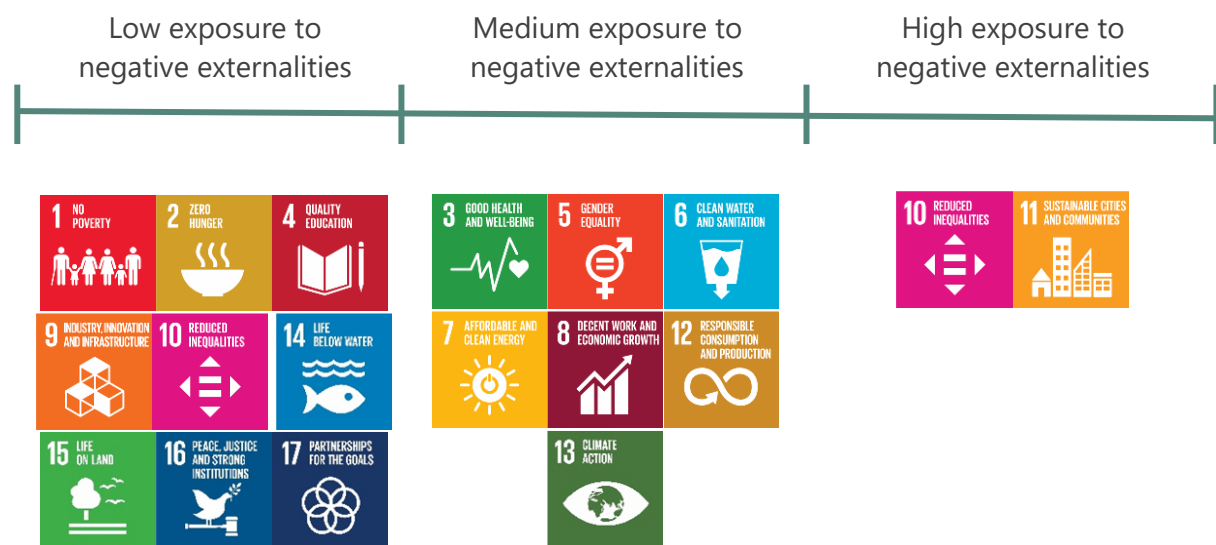 Low exposure to
negative externalities
Medium exposure to
negative externalities
High exposure to
negative externalities
1 NO
POVERTY
2 ZERO
HUNGER
4 QUALITY
EDUCATION
9 INDUSTRY, INNOVATION
AND INFRASTRUCTURE
10 REDUCED
INEQUALITIES
14 LIFE
BELOW WATER
15 LIFE
ON LAND
16 PEACE, JUSTICE
AND STRONG
INSTITUTIONS
17 PARTNERSHIPS
FOR THE GOALS
3 GOOD HEALTH
AND WELL-BEING
5 GENDER
EQUALITY
6 CLEAN WATER
AND SANITATION
7 AFFORDABLE AND
CLEAN ENERGY
8 DECENT WORK AND
ECONOMIC GROWTH
12 RESPONSIBLE
CONSUMPTION
AND PRODUCTION
13 CLIMATE
ACTION
10 REDUCED
INEQUALITIES
11 SUSTAINABLE CITIES
AND COMMUNITIES